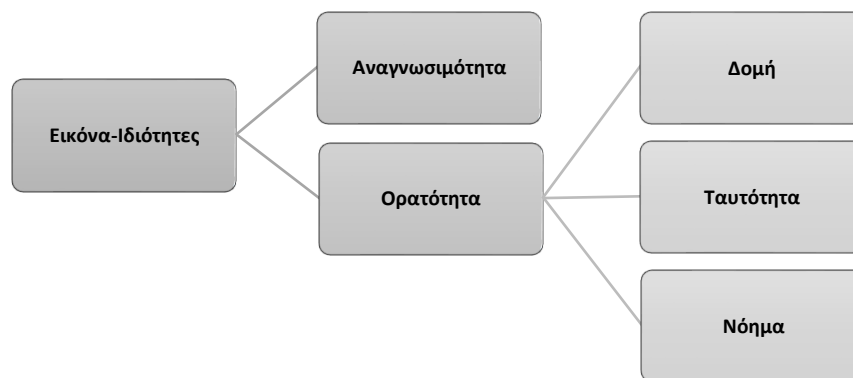 Εικόνα-Ιδιότητες
Αναγνωσιμότητα
Ορατότητα
Δομή
Ταυτότητα
Νόημα